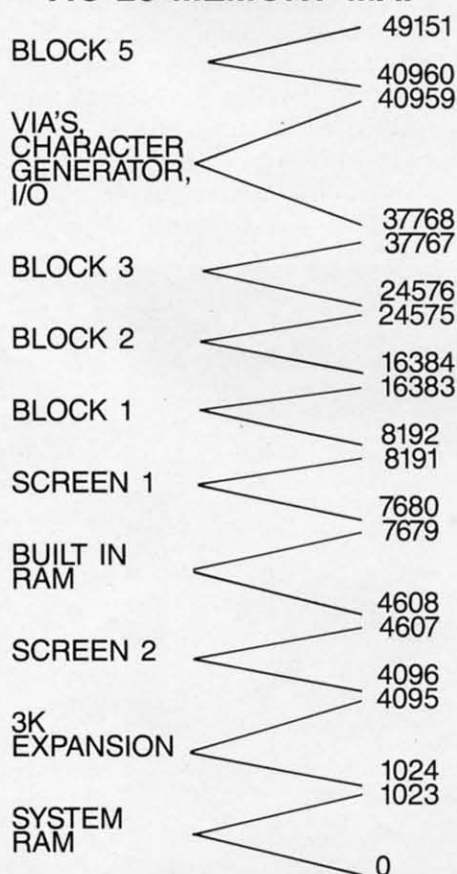 49151
BLOCK 5
40960
40959
VIA'S,
CHARACTER
GENERATOR,
I/O
37768
37767
BLOCK 3
24576
24575
BLOCK 2
16384
16383
BLOCK 1
8192
8191
SCREEN 1
7680
7679
BUILT IN
RAM
4608
4607
SCREEN 2
4096
4095
3K
EXPANSION
1024
1023
SYSTEM
RAM
0